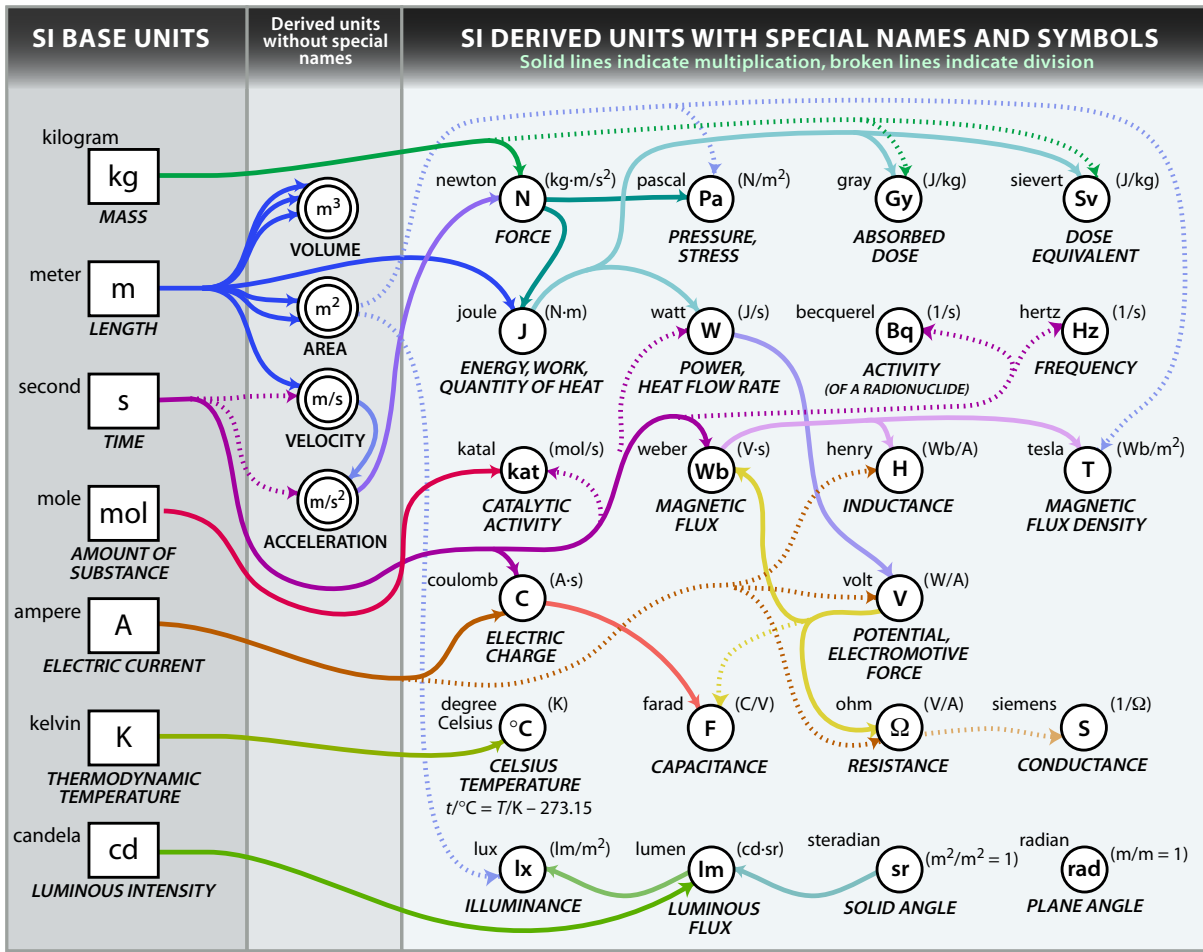 SI BASE UNITS
Derived units
without special
names
SI DERIVED UNITS WITH SPECIAL NAMES AND SYMBOLS
Solid lines indicate multiplication, broken lines indicate division
kilogram
kg
MASS
m³
VOLUME
newton
(kg·m/s²)
N
FORCE
pascal
(N/m²)
Pa
PRESSURE,
STRESS
gray
(J/kg)
Gy
ABSORBED
DOSE
sievert
(J/kg)
Sv
DOSE
EQUIVALENT
meter
m
LENGTH
m²
AREA
joule
(N·m)
J
ENERGY, WORK,
QUANTITY OF HEAT
watt
(J/s)
W
POWER,
HEAT FLOW RATE
becquerel
(1/s)
Bq
ACTIVITY
(OF A RADIONUCLIDE)
hertz
(1/s)
Hz
FREQUENCY
second
s
TIME
m/s
VELOCITY
katal
(mol/s)
kat
CATALYTIC
ACTIVITY
weber
(V·s)
Wb
MAGNETIC
FLUX
henry
(Wb/A)
H
INDUCTANCE
tesla
(Wb/m²)
T
MAGNETIC
FLUX DENSITY
mole
mol
AMOUNT OF
SUBSTANCE
m/s²
ACCELERATION
coulomb
(A·s)
C
ELECTRIC
CHARGE
volt
(W/A)
V
POTENTIAL,
ELECTROMOTIVE
FORCE
ampere
A
ELECTRIC CURRENT
kelvin
K
THERMODYNAMIC
TEMPERATURE
degree
Celsius
(K)
°C
CELSIUS
TEMPERATURE
t/°C = T/K – 273.15
farad
(C/V)
F
CAPACITANCE
ohm
(V/A)
Ω
RESISTANCE
siemens
(1/Ω)
S
CONDUCTANCE
candela
cd
LUMINOUS INTENSITY
lux
(lm/m²)
lx
ILLUMINANCE
lumen
(cd·sr)
lm
LUMINOUS
FLUX
steradian
(m²/m² = 1)
sr
SOLID ANGLE
radian
(m/m = 1)
rad
PLANE ANGLE